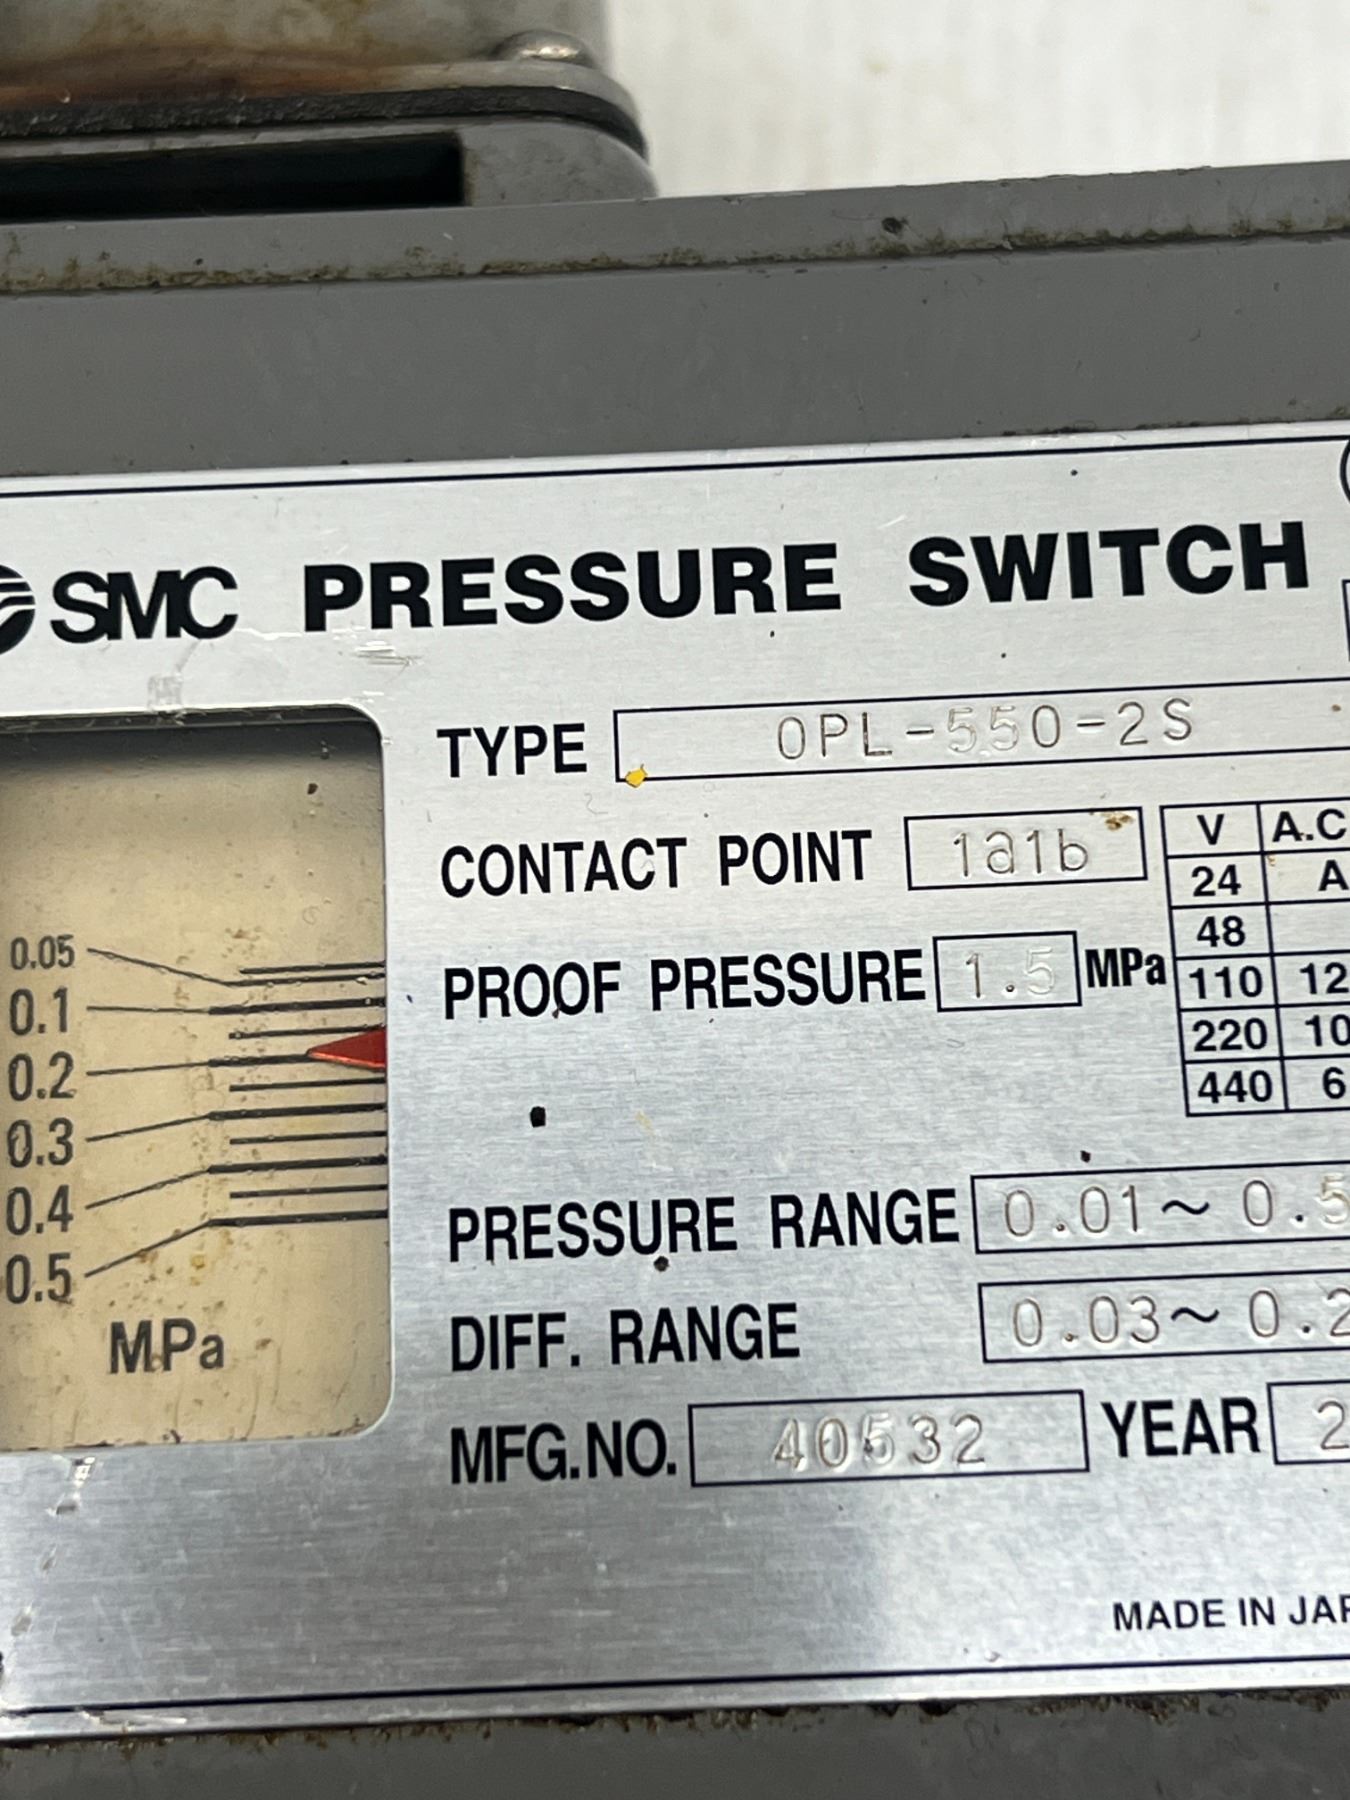 SMC PRESSURE SWITCH
TYPE OPL-550-2S
CONTACT POINT 1a1b
PROOF PRESSURE 1.5 MPa
V A.C
24 A
48
110 12
220 10
440 6
0.05
0.1
0.2
0.3
0.4
0.5
MPa
PRESSURE RANGE 0.01~0.5
DIFF. RANGE 0.03~0.2
MFG.NO. 40532 YEAR 2
MADE IN JAP